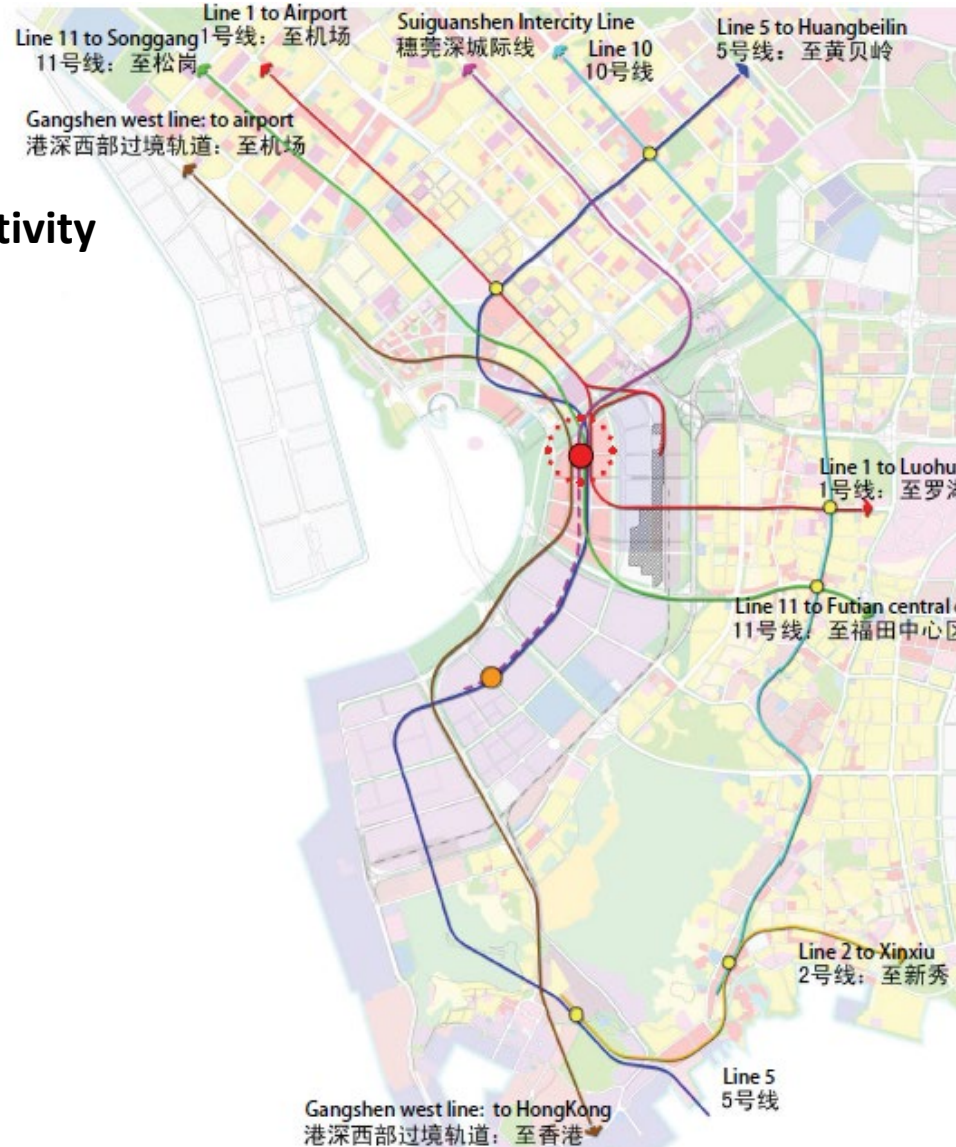 Line 1 to Airport
1号线：至机场
Line 11 to Songgang
11号线：至松岗
Suiguanshen Intercity Line
穗莞深城际线
Line 10
10号线
Line 5 to Huangbeilin
5号线：至黄贝岭
Gangshen west line: to airport
港深西部过境轨道：至机场
tivity
Line 1 to Luohu
1号线：至罗湖
Line 11 to Futian central
11号线：至福田中心区
Line 2 to Xinxiu
2号线：至新秀
Line 5
5号线
Gangshen west line: to HongKong
港深西部过境轨道：至香港